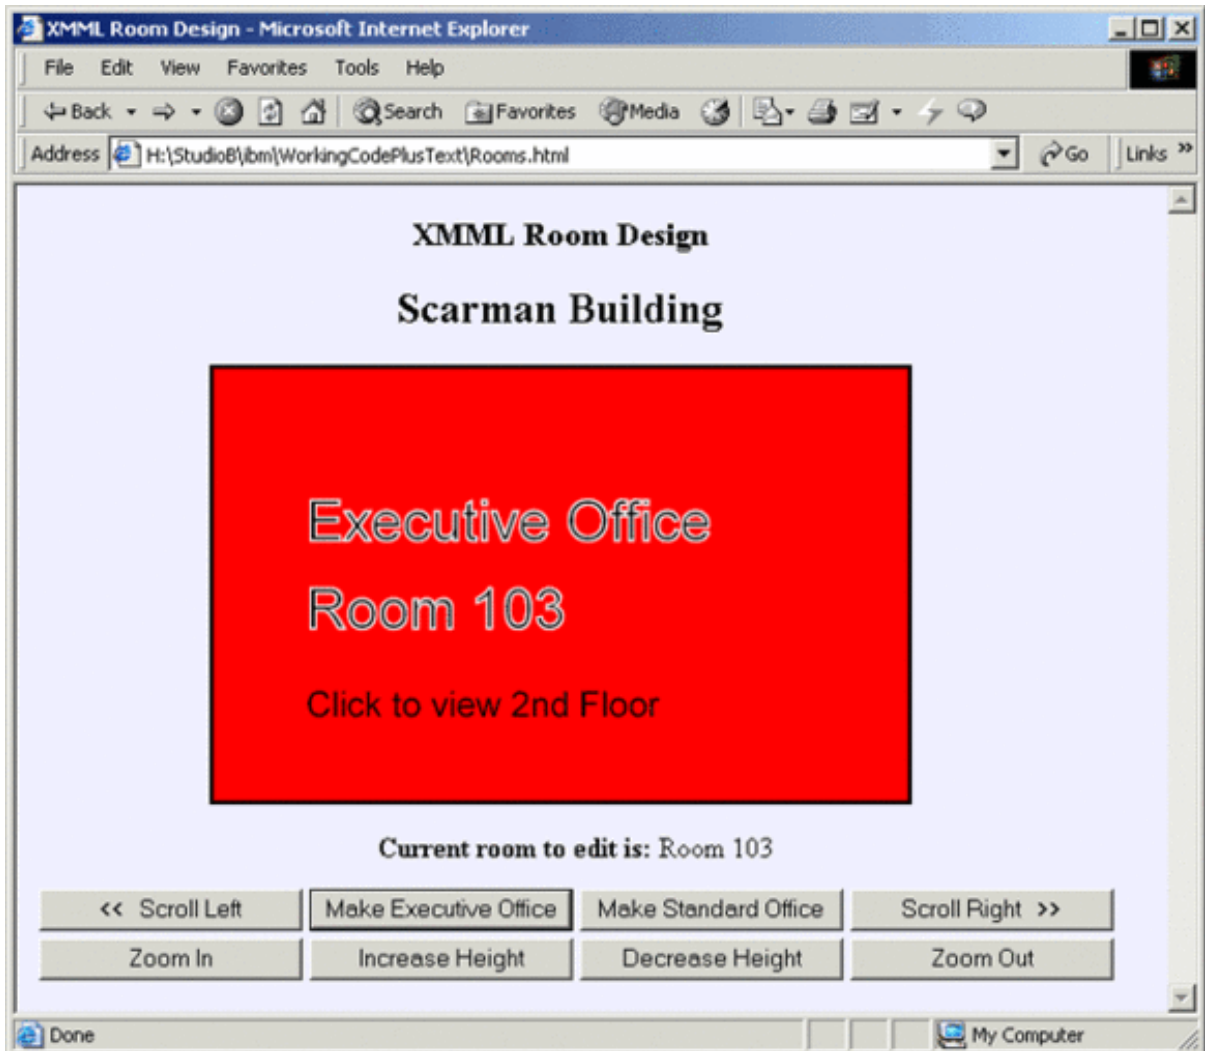 XMML Room Design - Microsoft Internet Explorer
File Edit View Favorites Tools Help
Back Search Favorites Media
Address H:\StudioB\ibm\WorkingCodePlusText\Rooms.html Go Links »
XMML Room Design
Scarman Building
Executive Office
Room 103
Click to view 2nd Floor
Current room to edit is: Room 103
<< Scroll Left Make Executive Office Make Standard Office Scroll Right >>
Zoom In Increase Height Decrease Height Zoom Out
Done My Computer